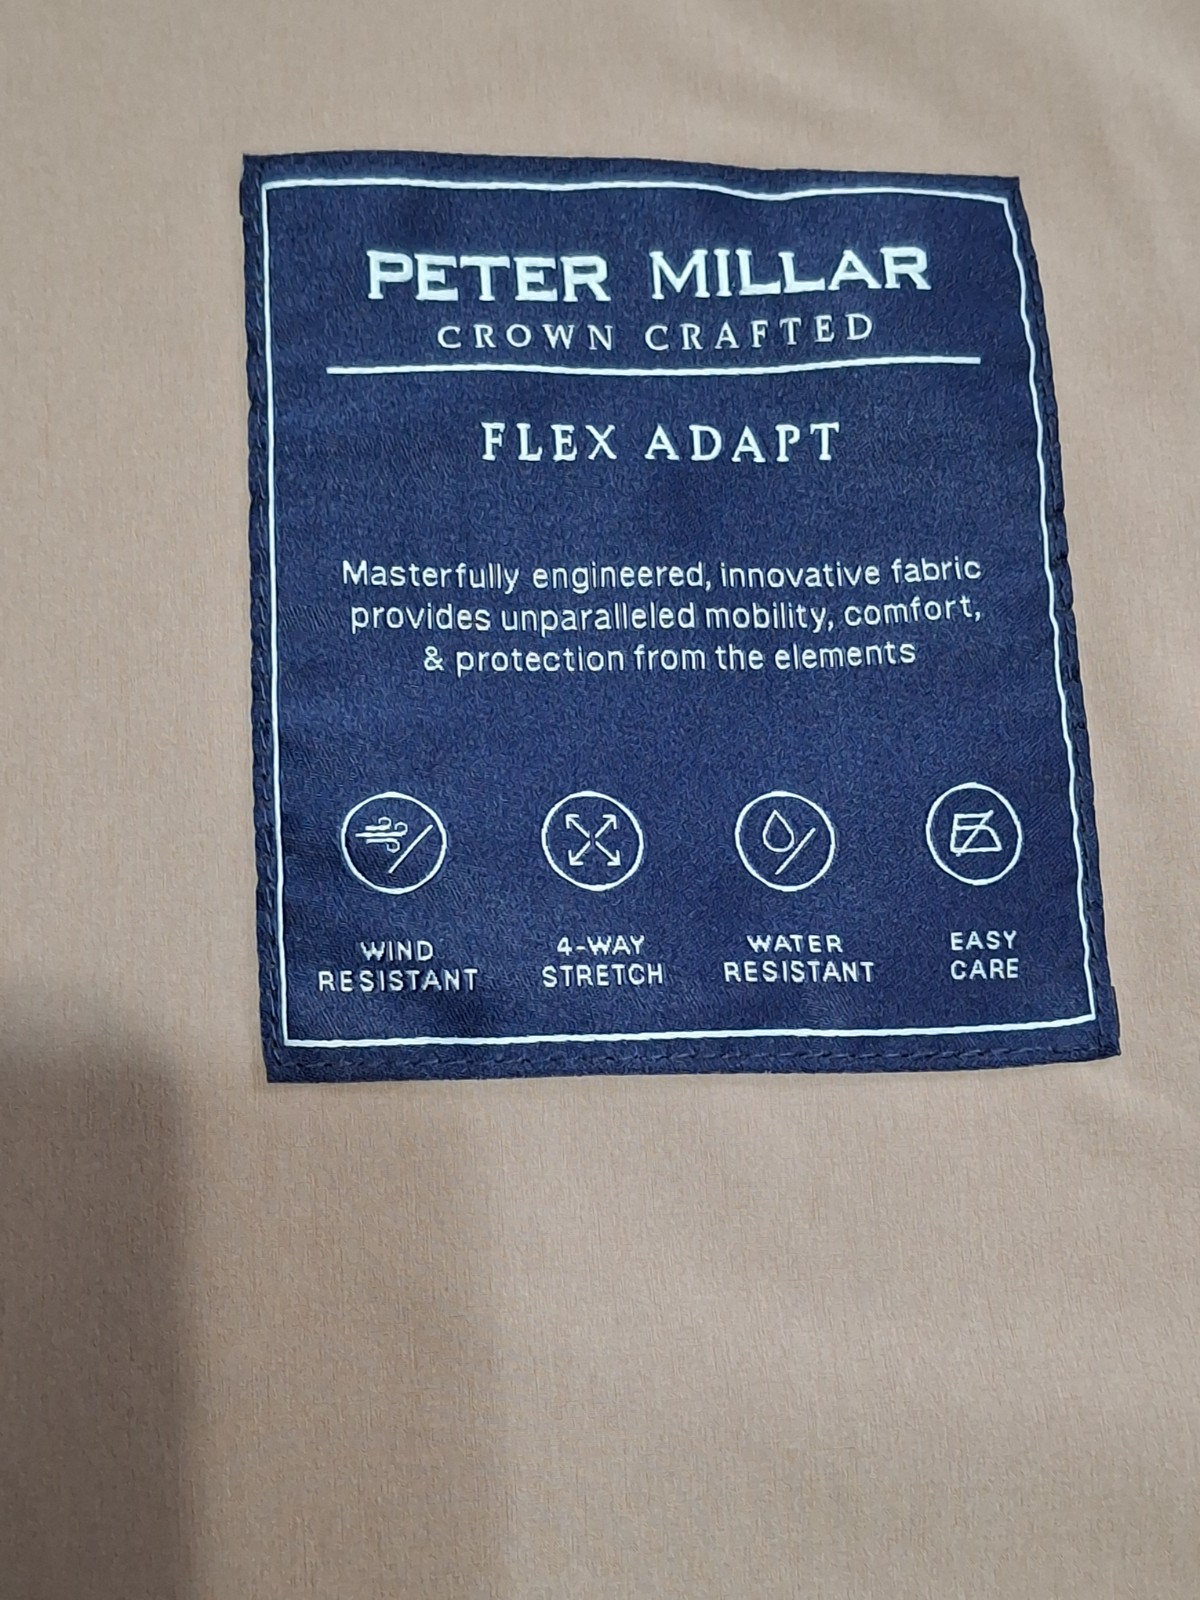 PETER MILLAR
CROWN CRAFTED
FLEX ADAPT
Masterfully engineered, innovative fabric
provides unparalleled mobility, comfort,
& protection from the elements
WIND
RESISTANT
4-WAY
STRETCH
WATER
RESISTANT
EASY
CARE